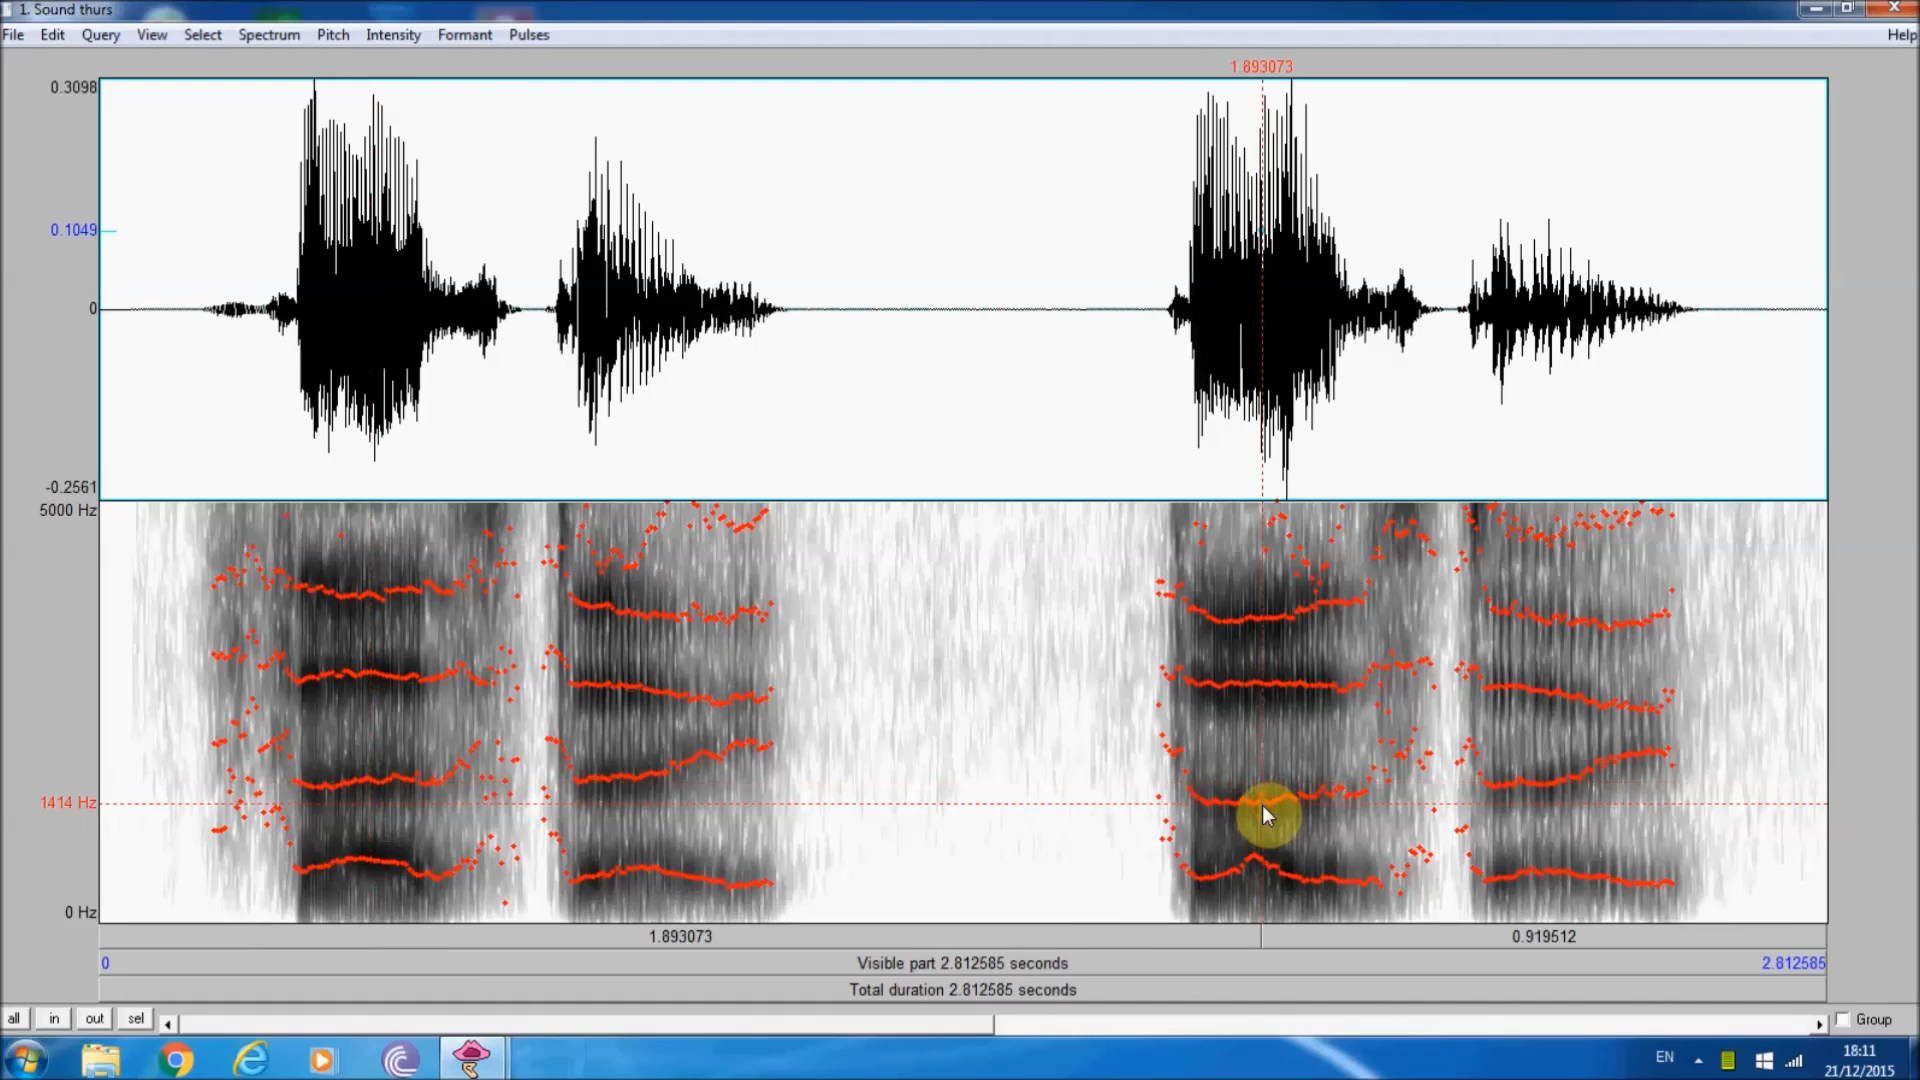 1. Sound thurs
File Edit Query View Select Spectrum Pitch Intensity Formant Pulses Help
1.893073
0.3098
0.1049
0
-0.2561
5000 Hz
1414 Hz
0 Hz
1.893073 0.919512
0 Visible part 2.812585 seconds 2.812585
Total duration 2.812585 seconds
all in out sel Group
EN 18:11
21/12/2015